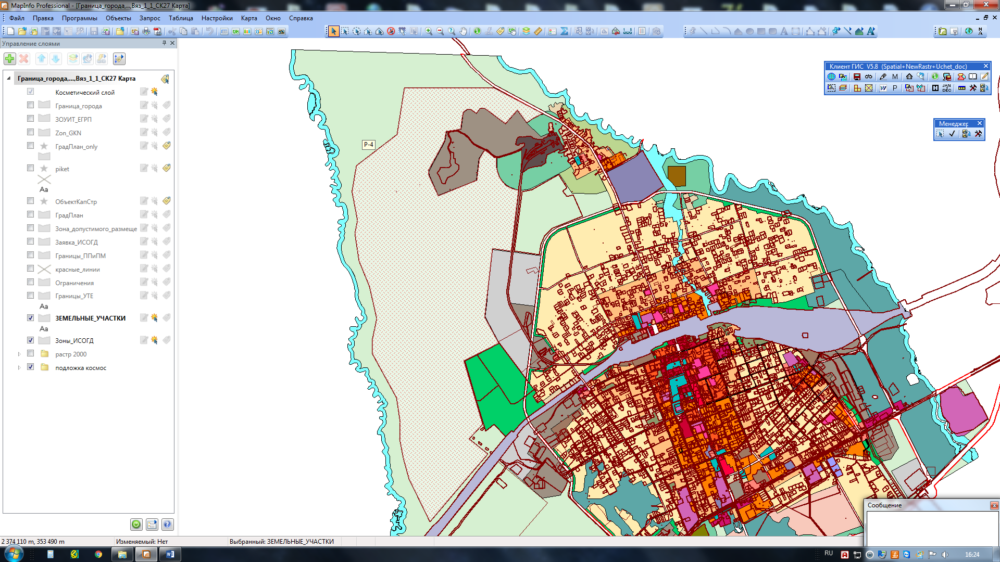 MapInfo Professional - [Граница_города,...,Вяз_1_1_СК27 Карта]
Файл Правка Программы Объекты Запрос Таблица Настройки Карта Окно Справка
Управление слоями
Граница_города,...,Вяз_1_1_СК27 Карта
Косметический слой
Граница_города
ЗОУИТ_ЕГРП
Zon_GKN
ГрадПлан_only
piket
Aa
ОбъектКапСтр
ГрадПлан
Зона_допустимого_размеще
Заявка_ИСОГД
Границы_ППиПМ
красные_линии
Ограничения
Границы_УТЕ
Aa
ЗЕМЕЛЬНЫЕ_УЧАСТКИ
Aa
Зоны_ИСОГД
растр 2000
подложка космос
Р-4
Клиент ГИС V5.8 (Spatial+NewRastr+Uchet_doc)
M
P
JAN
DEC
Менеджер
Сообщение
2 374 110 m, 353 490 m
Изменяемый: Нет
Выбранный: ЗЕМЕЛЬНЫЕ_УЧАСТКИ
RU
16:24